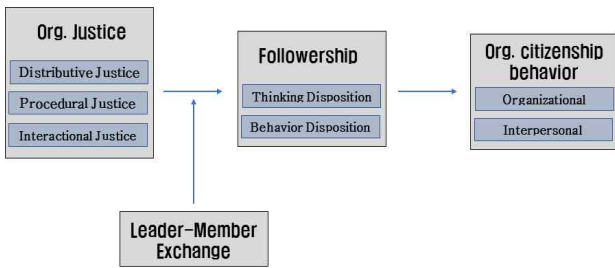 Org. Justice
Distributive Justice
Procedural Justice
Interactional Justice
Followership
Thinking Disposition
Behavior Disposition
Org. citizenship
behavior
Organizational
Interpersonal
Leader-Member
Exchange